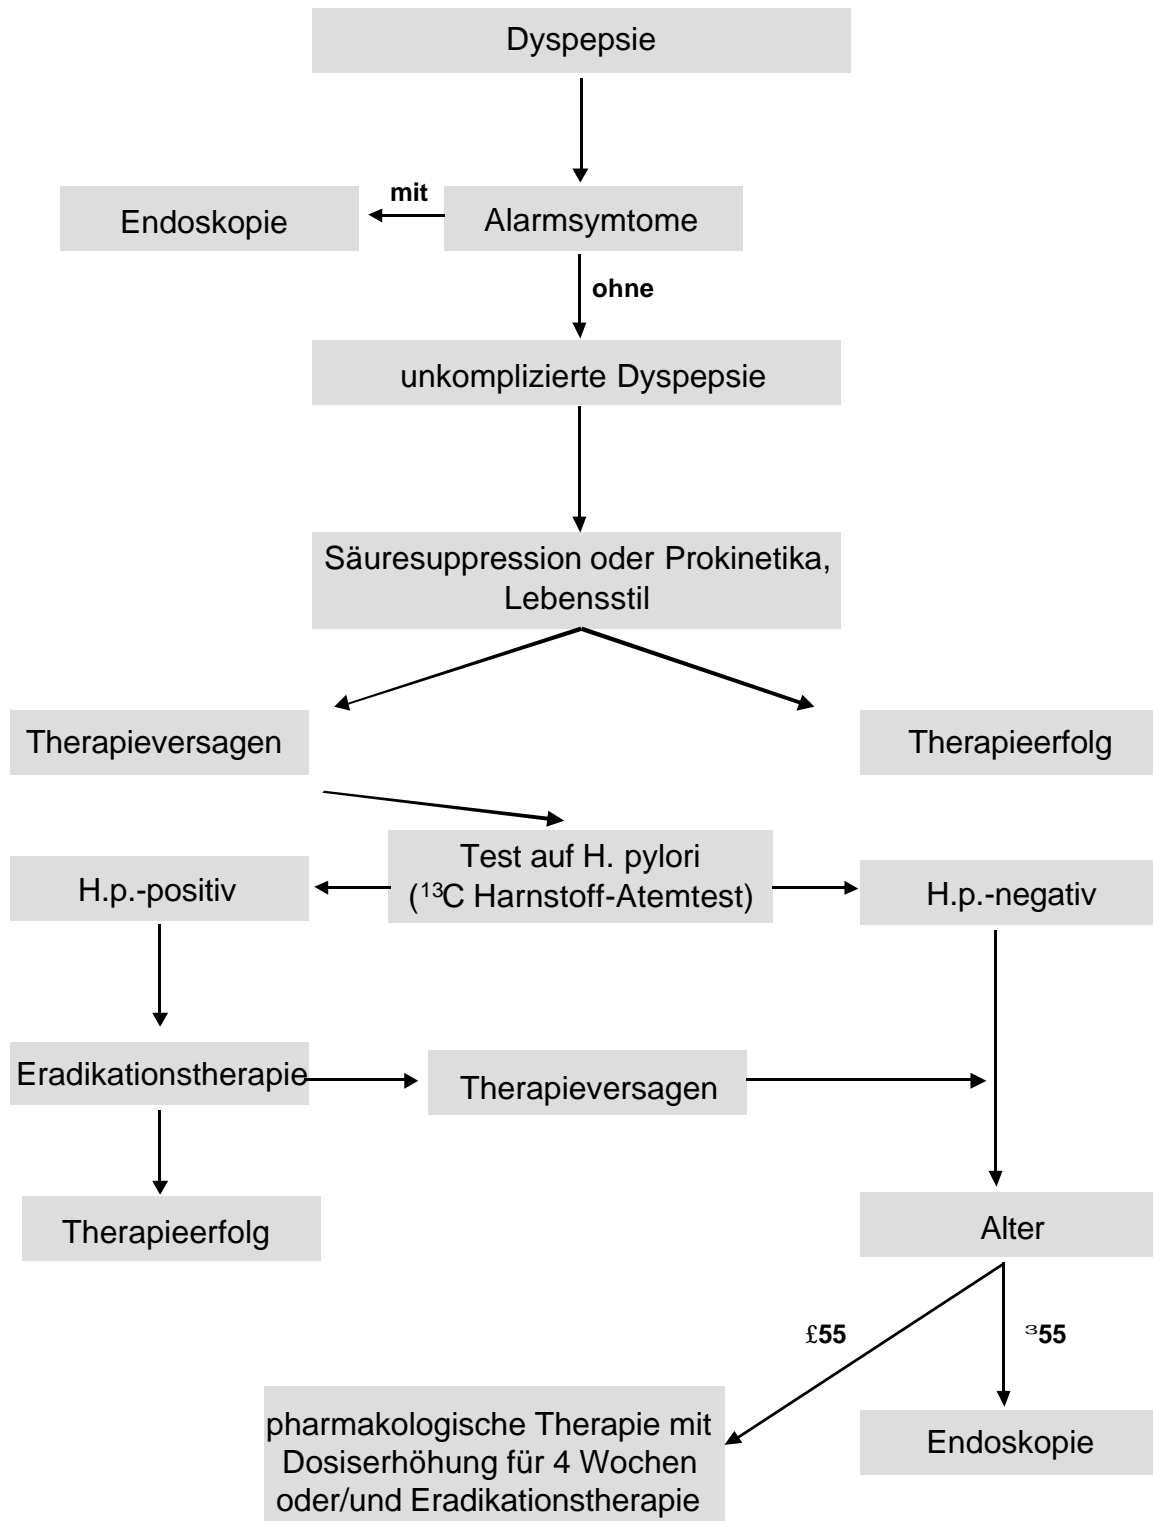 Dyspepsie
mit
Endoskopie
Alarmsymtome
ohne
unkomplizierte Dyspepsie
Säuresuppression oder Prokinetika,
Lebensstil
Therapieversagen
Therapieerfolg
Test auf H. pylori
(¹³C Harnstoff-Atemtest)
H.p.-positiv
H.p.-negativ
Eradikationstherapie
Therapieversagen
Therapieerfolg
Alter
£55
³55
pharmakologische Therapie mit
Dosiserhöhung für 4 Wochen
oder/und Eradikationstherapie
Endoskopie